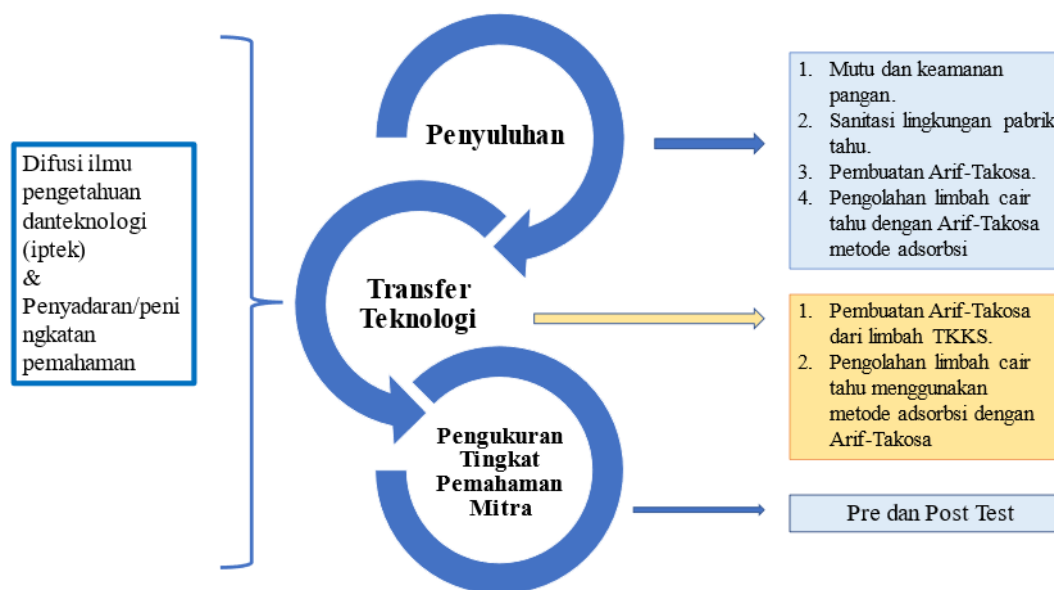 Difusi ilmu
pengetahuan
danteknologi
(iptek)
&
Penyadaran/peni
ngkatan
pemahaman
Penyuluhan
Transfer
Teknologi
Pengukuran
Tingkat
Pemahaman
Mitra
1. Mutu dan keamanan
pangan.
2. Sanitasi lingkungan pabrik
tahu.
3. Pembuatan Arif-Takosa.
4. Pengolahan limbah cair
tahu dengan Arif-Takosa
metode adsorbsi
1. Pembuatan Arif-Takosa
dari limbah TKKS.
2. Pengolahan limbah cair
tahu menggunakan
metode adsorbsi dengan
Arif-Takosa
Pre dan Post Test